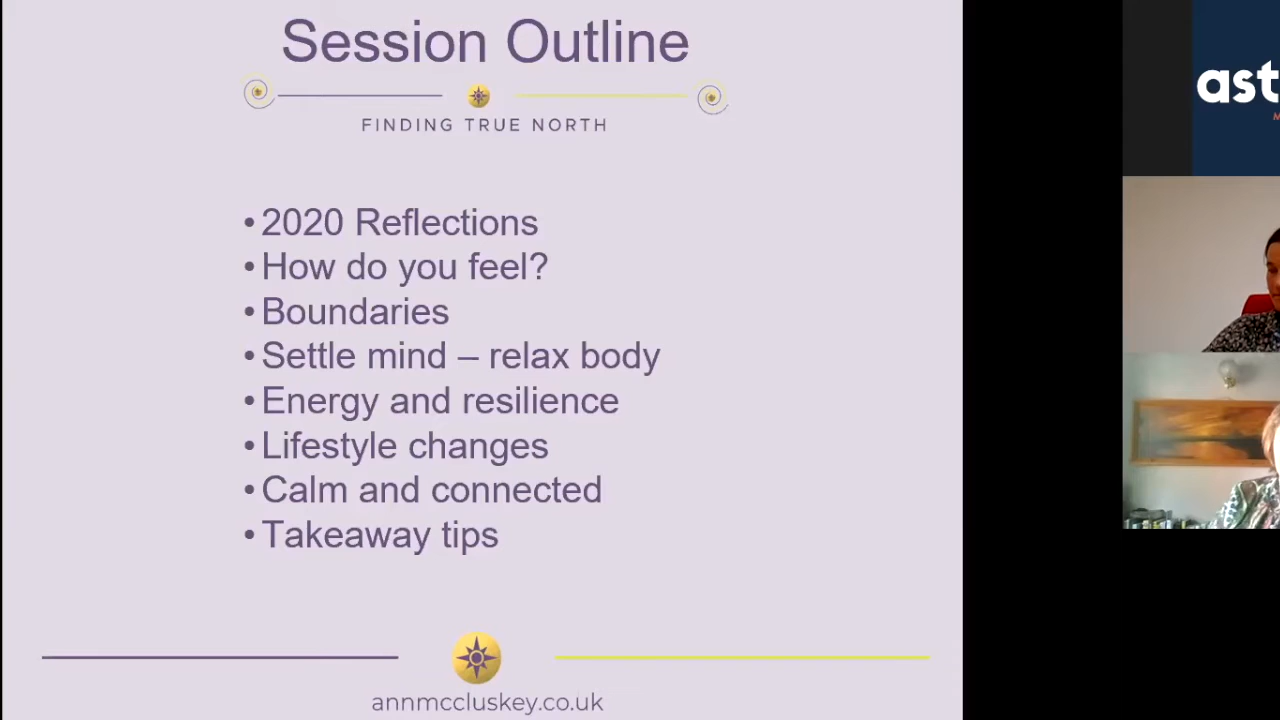 Session Outline
FINDING TRUE NORTH
•2020 Reflections
•How do you feel?
•Boundaries
•Settle mind – relax body
•Energy and resilience
•Lifestyle changes
•Calm and connected
•Takeaway tips
annmccluskey.co.uk
ast